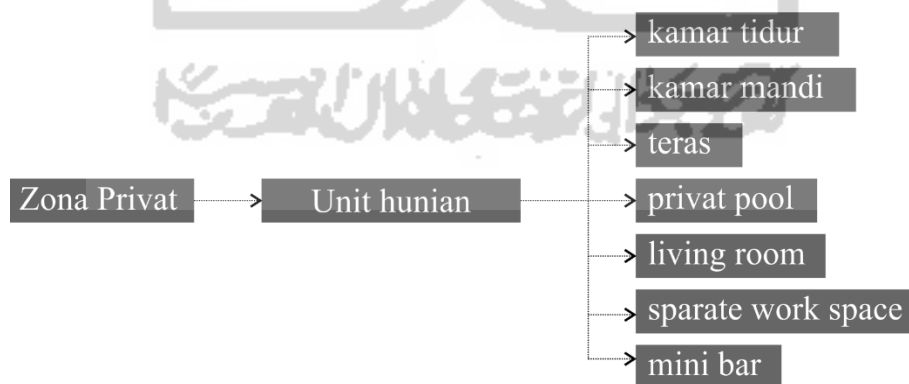 Zona Privat
Unit hunian
kamar tidur
kamar mandi
teras
privat pool
living room
sparate work space
mini bar